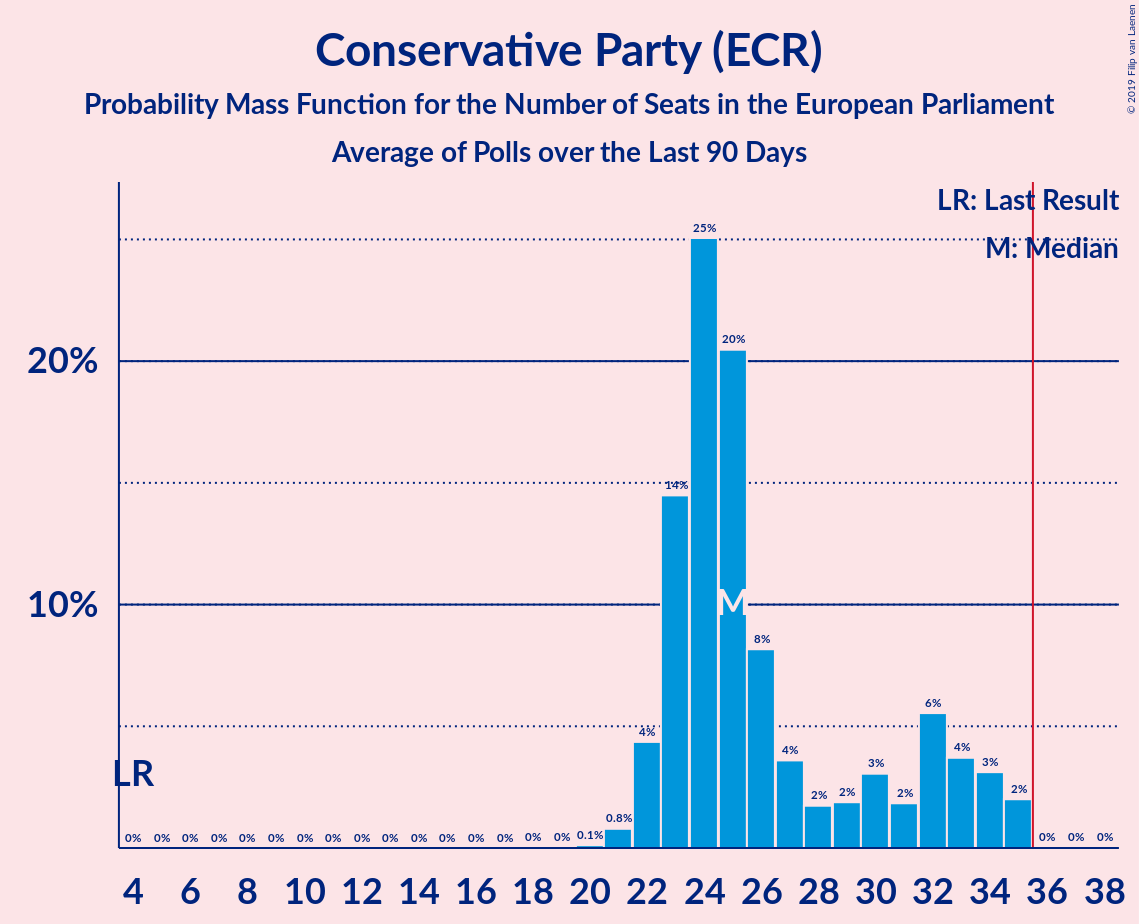 Conservative Party (ECR)
Probability Mass Function for the Number of Seats in the European Parliament
Average of Polls over the Last 90 Days
© 2019 Filip van Laenen
LR: Last Result
M: Median
25%
20%
20%
14%
10%
M
8%
6%
4%
4%
4%
3%
3%
2%
2%
2%
2%
LR
0.8%
0% 0% 0% 0% 0% 0% 0% 0% 0% 0% 0% 0% 0% 0% 0% 0% 0.1% 0% 0% 0%
4 6 8 10 12 14 16 18 20 22 24 26 28 30 32 34 36 38